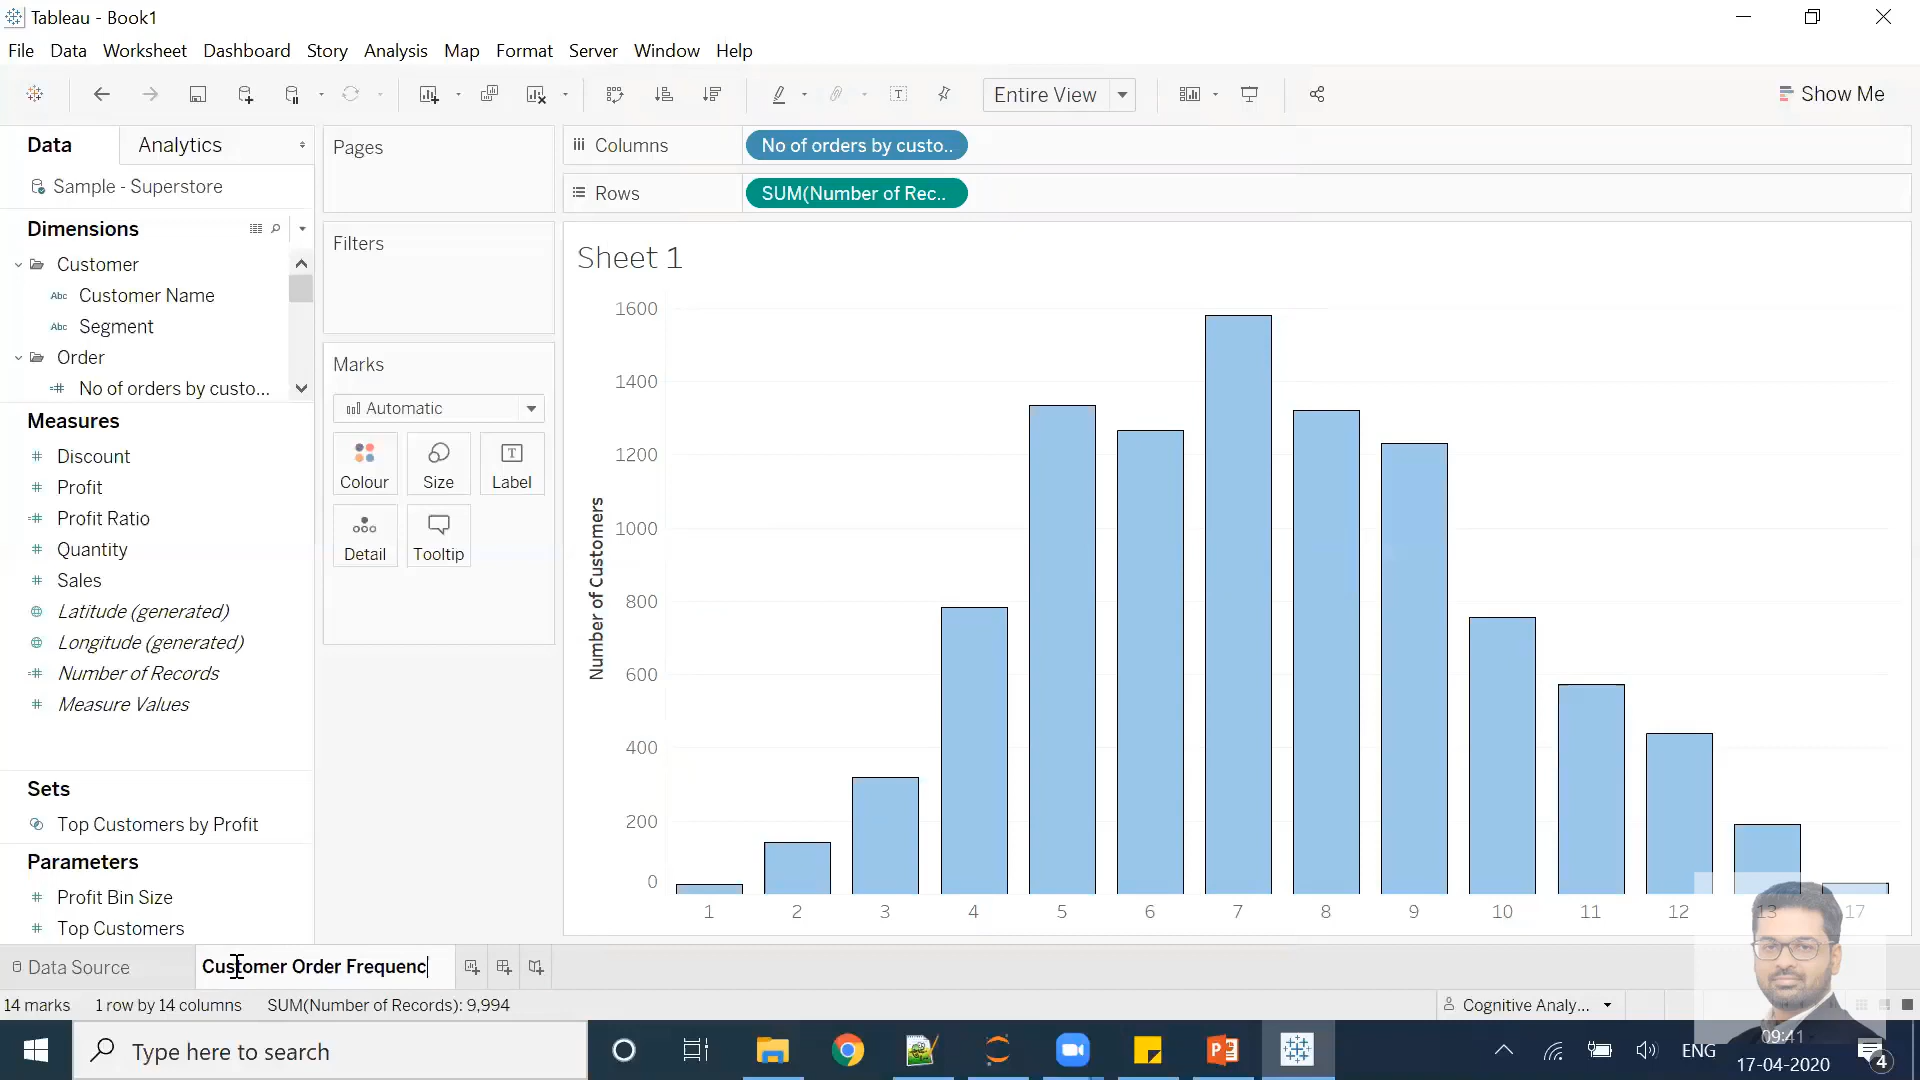 Tableau - Book1
File Data Worksheet Dashboard Story Analysis Map Format Server Window Help
Entire View
Show Me
Data
Analytics
Sample - Superstore
Dimensions
Customer
Abc Customer Name
Abc Segment
Order
No of orders by custo...
Measures
Discount
Profit
Profit Ratio
Quantity
Sales
Latitude (generated)
Longitude (generated)
Number of Records
Measure Values
Sets
Top Customers by Profit
Parameters
Profit Bin Size
Top Customers
Pages
Filters
Marks
Automatic
Colour Size Label
Detail Tooltip
Columns
No of orders by custo..
Rows
SUM(Number of Rec..
Sheet 1
Number of Customers
1600
1400
1200
1000
800
600
400
200
0
1 2 3 4 5 6 7 8 9 10 11 12 13 17
Data Source
Customer Order Frequenc
14 marks 1 row by 14 columns SUM(Number of Records): 9,994
Cognitive Analy...
Type here to search
ENG
09:41
17-04-2020
4